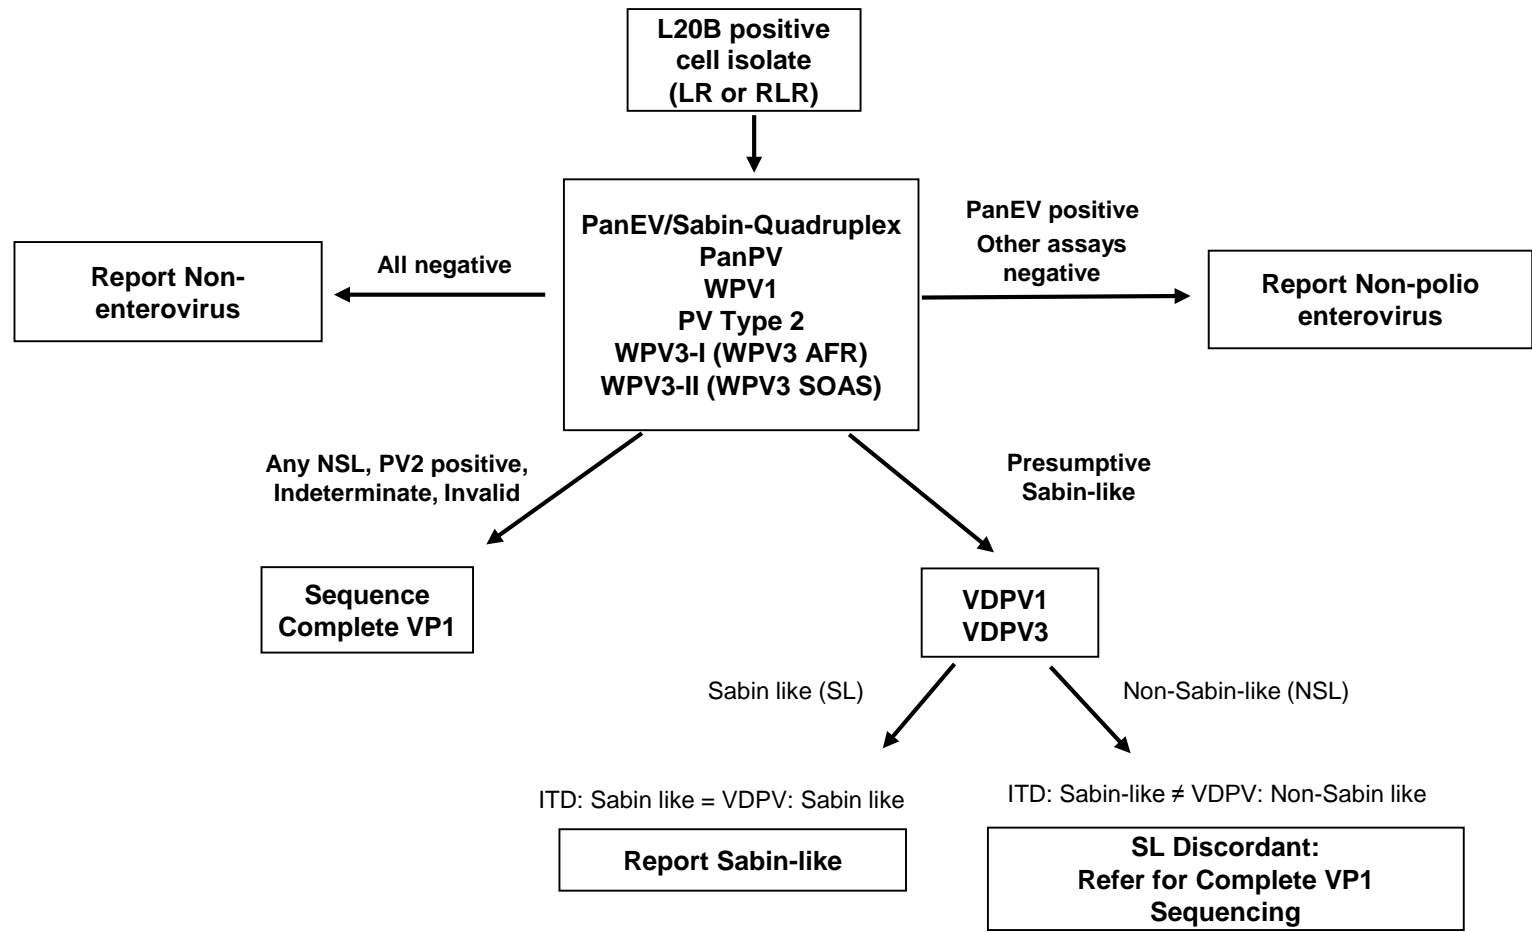 L20B positive
cell isolate
(LR or RLR)
PanEV/Sabin-Quadruplex
PanPV
WPV1
PV Type 2
WPV3-I (WPV3 AFR)
WPV3-II (WPV3 SOAS)
All negative
Report Non-
enterovirus
PanEV positive
Other assays
negative
Report Non-polio
enterovirus
Any NSL, PV2 positive,
Indeterminate, Invalid
Presumptive
Sabin-like
Sequence
Complete VP1
VDPV1
VDPV3
Sabin like (SL)
Non-Sabin-like (NSL)
ITD: Sabin like = VDPV: Sabin like
Report Sabin-like
ITD: Sabin-like ≠ VDPV: Non-Sabin like
SL Discordant:
Refer for Complete VP1
Sequencing